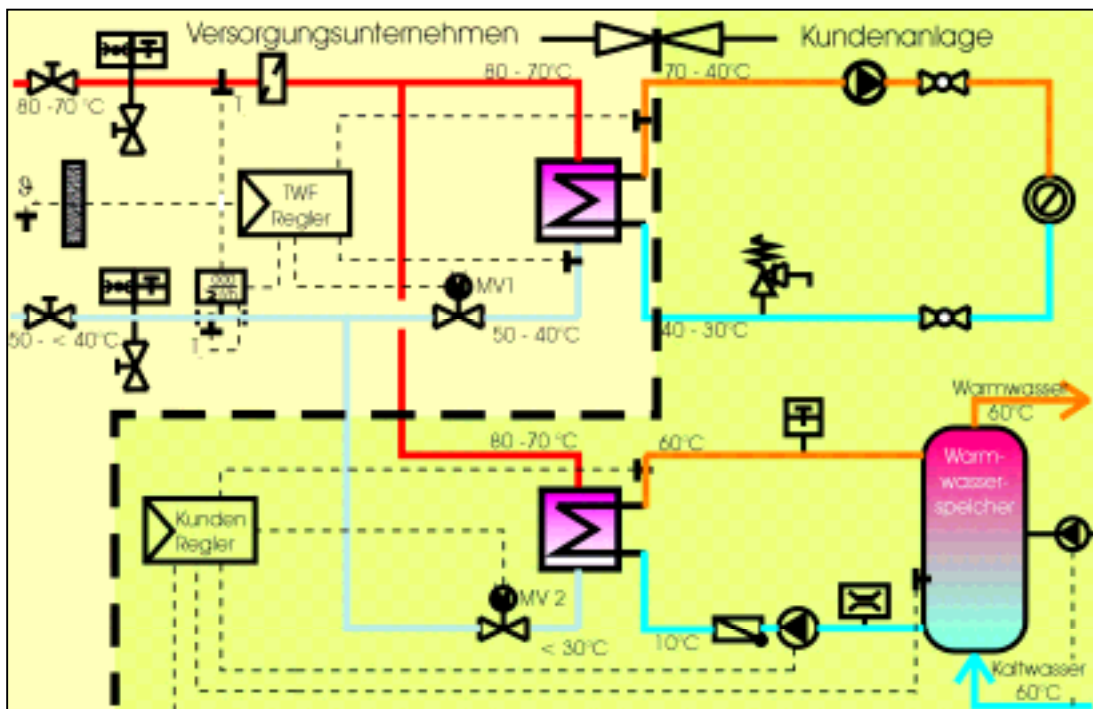 Versorgungsunternehmen
Kundenanlage
80 -70 °C
80 - 70°C
70 - 40°C
T
T
ϑ
TWF
Regler
MV1
50 - < 40°C
50 - 40°C
40 - 30°C
T
T
Warmwasser
60°C
80 -70 °C
60°C
T
Warm-
wasser-
speicher
Kunden
Regler
MV 2
< 30°C
10°C
Kaltwasser
60°C